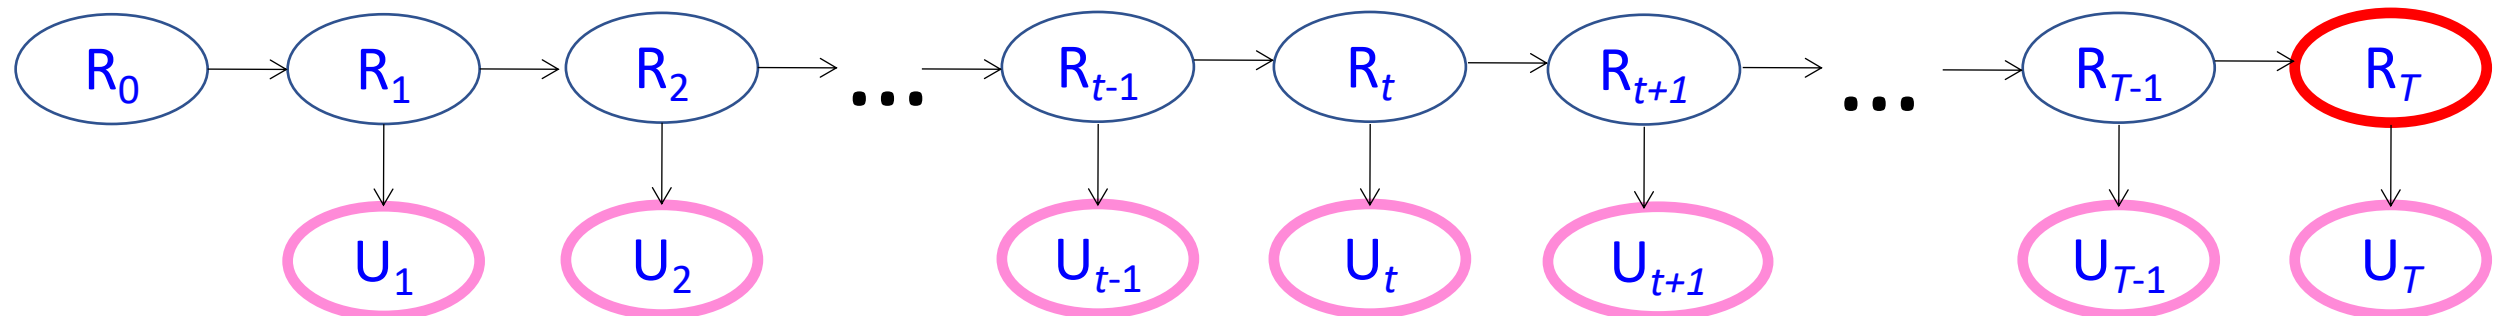 R0 R1 R2 ... Rt-1 Rt Rt+1 ... RT-1 RT
U1 U2 Ut-1 Ut Ut+1 UT-1 UT